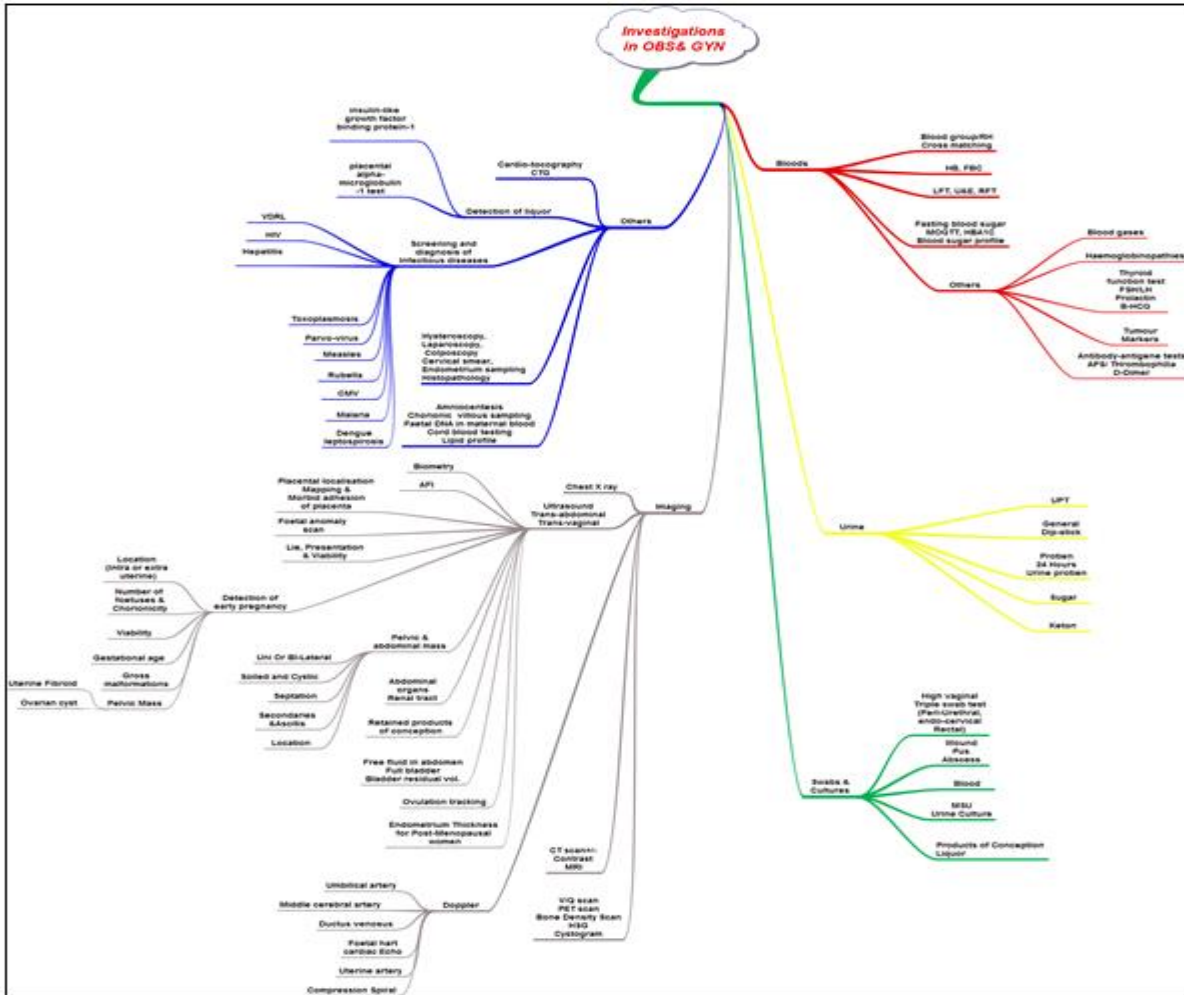 Investigations
in OBS& GYN
Bloods
Blood group/RH
Cross matching
HB, FBC
LFT, U&E, RFT
Fasting blood sugar
MOGTT, HBA1C
Blood sugar profile
Others
Blood gases
Haemoglobinopathies
Thyroid
function test
FSH/LH
Prolactin
B-HCG
Tumour
Markers
Antibody-antigene tests
APS/ Thrombophilia
D-Dimer
Urine
UPT
General
Dip-stick
24 Hours
Sugar
Keton
Swabs &
Cultures
High vaginal
Triple swab test
(Peri-Urethral,
endo-cervical
Rectal)
Wound
Pus
Abscess
Blood
MSU
Urine Culture
Products of Conception
Liquor
Others
Cardio-tocography
CTG
Detection of liquor
insulin-like
growth factor
binding protein-1
placental
alpha-
microglobulin
-1 test
Screening and
diagnosis of
infectious diseases
VDRL
HIV
Hepatitis
Toxoplasmosis
Parvo-virus
Measles
Rubella
CMV
Malaria
Dengue
leptospirosis
Hysteroscopy,
Laparoscopy,
Colposcopy
Cervical smear,
Endometrium sampling
Histopathology
Amniocentesis
Chorionic villous sampling
Faetal DNA in maternal blood
Cord blood testing
Lipid profile
Imaging
Chest X ray
Ultrasound
Trans-abdominal
Trans-vaginal
Biometry
AFI
Placental localisation
Mapping &
Morbid adhesion
of placenta
Foetal anomaly
scan
Lie, Presentation
& Viability
Detection of
early pregnancy
Location
(Intra or extra
uterine)
Number of
foetuses &
Chorionicity
Viability
Gestational age
Gross
malformations
Pelvic Mass
Uterine Fibroid
Ovarian cyst
Pelvic &
abdominal mass
Uni Or Bi-Lateral
Soiled and Cystic
Septation
Secondaries
&Ascitis
Location
Abdominal
organs
Renal tract
Retained products
of conception
Free fluid in abdomen
Full bladder
Bladder residual vol.
Ovulation tracking
Endometrium Thickness
for Post-Menopausal
women
Doppler
Umbilical artery
Middle cerebral artery
Ductus venosus
Foetal hart
cardiac Echo
Uterine artery
Compression Spiral
CT scan+/-
Contrast
MRI
V/Q scan
PET scan
Bone Density Scan
HSG
Cystogram